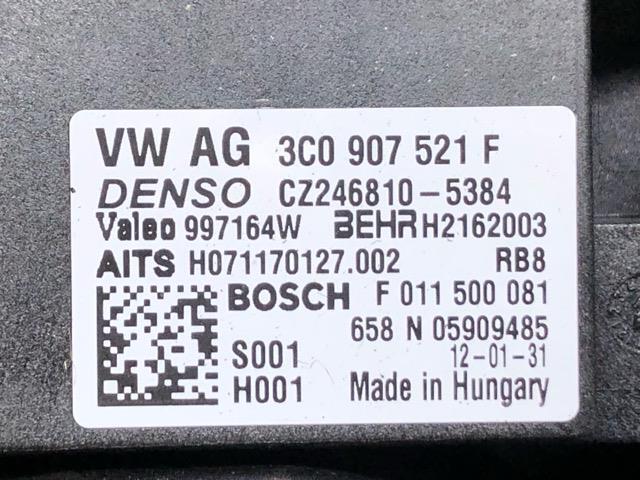 VW AG 3C0 907 521 F
DENSO CZ246810-5384
Valeo 997164W BEHR H2162003
AITS H071170127.002 RB8
BOSCH F 011 500 081
658 N 05909485
S001 12-01-31
H001 Made in Hungary